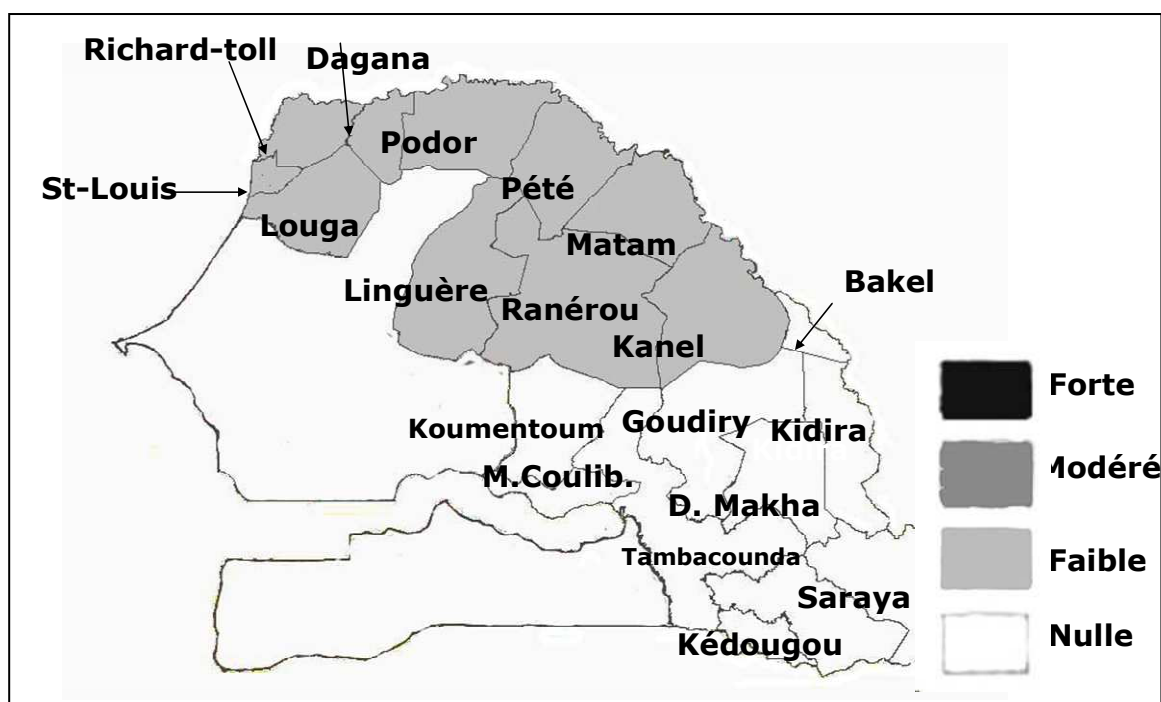 Richard-toll
Dagana
Podor
St-Louis
Pété
Louga
Matam
Linguère
Bakel
Ranérou
Kanel
Forte
Goudiry
Koumentoum
Kidira
Modéré
M.Coulib.
D. Makha
Tambacounda
Faible
Saraya
Kédougou
Nulle